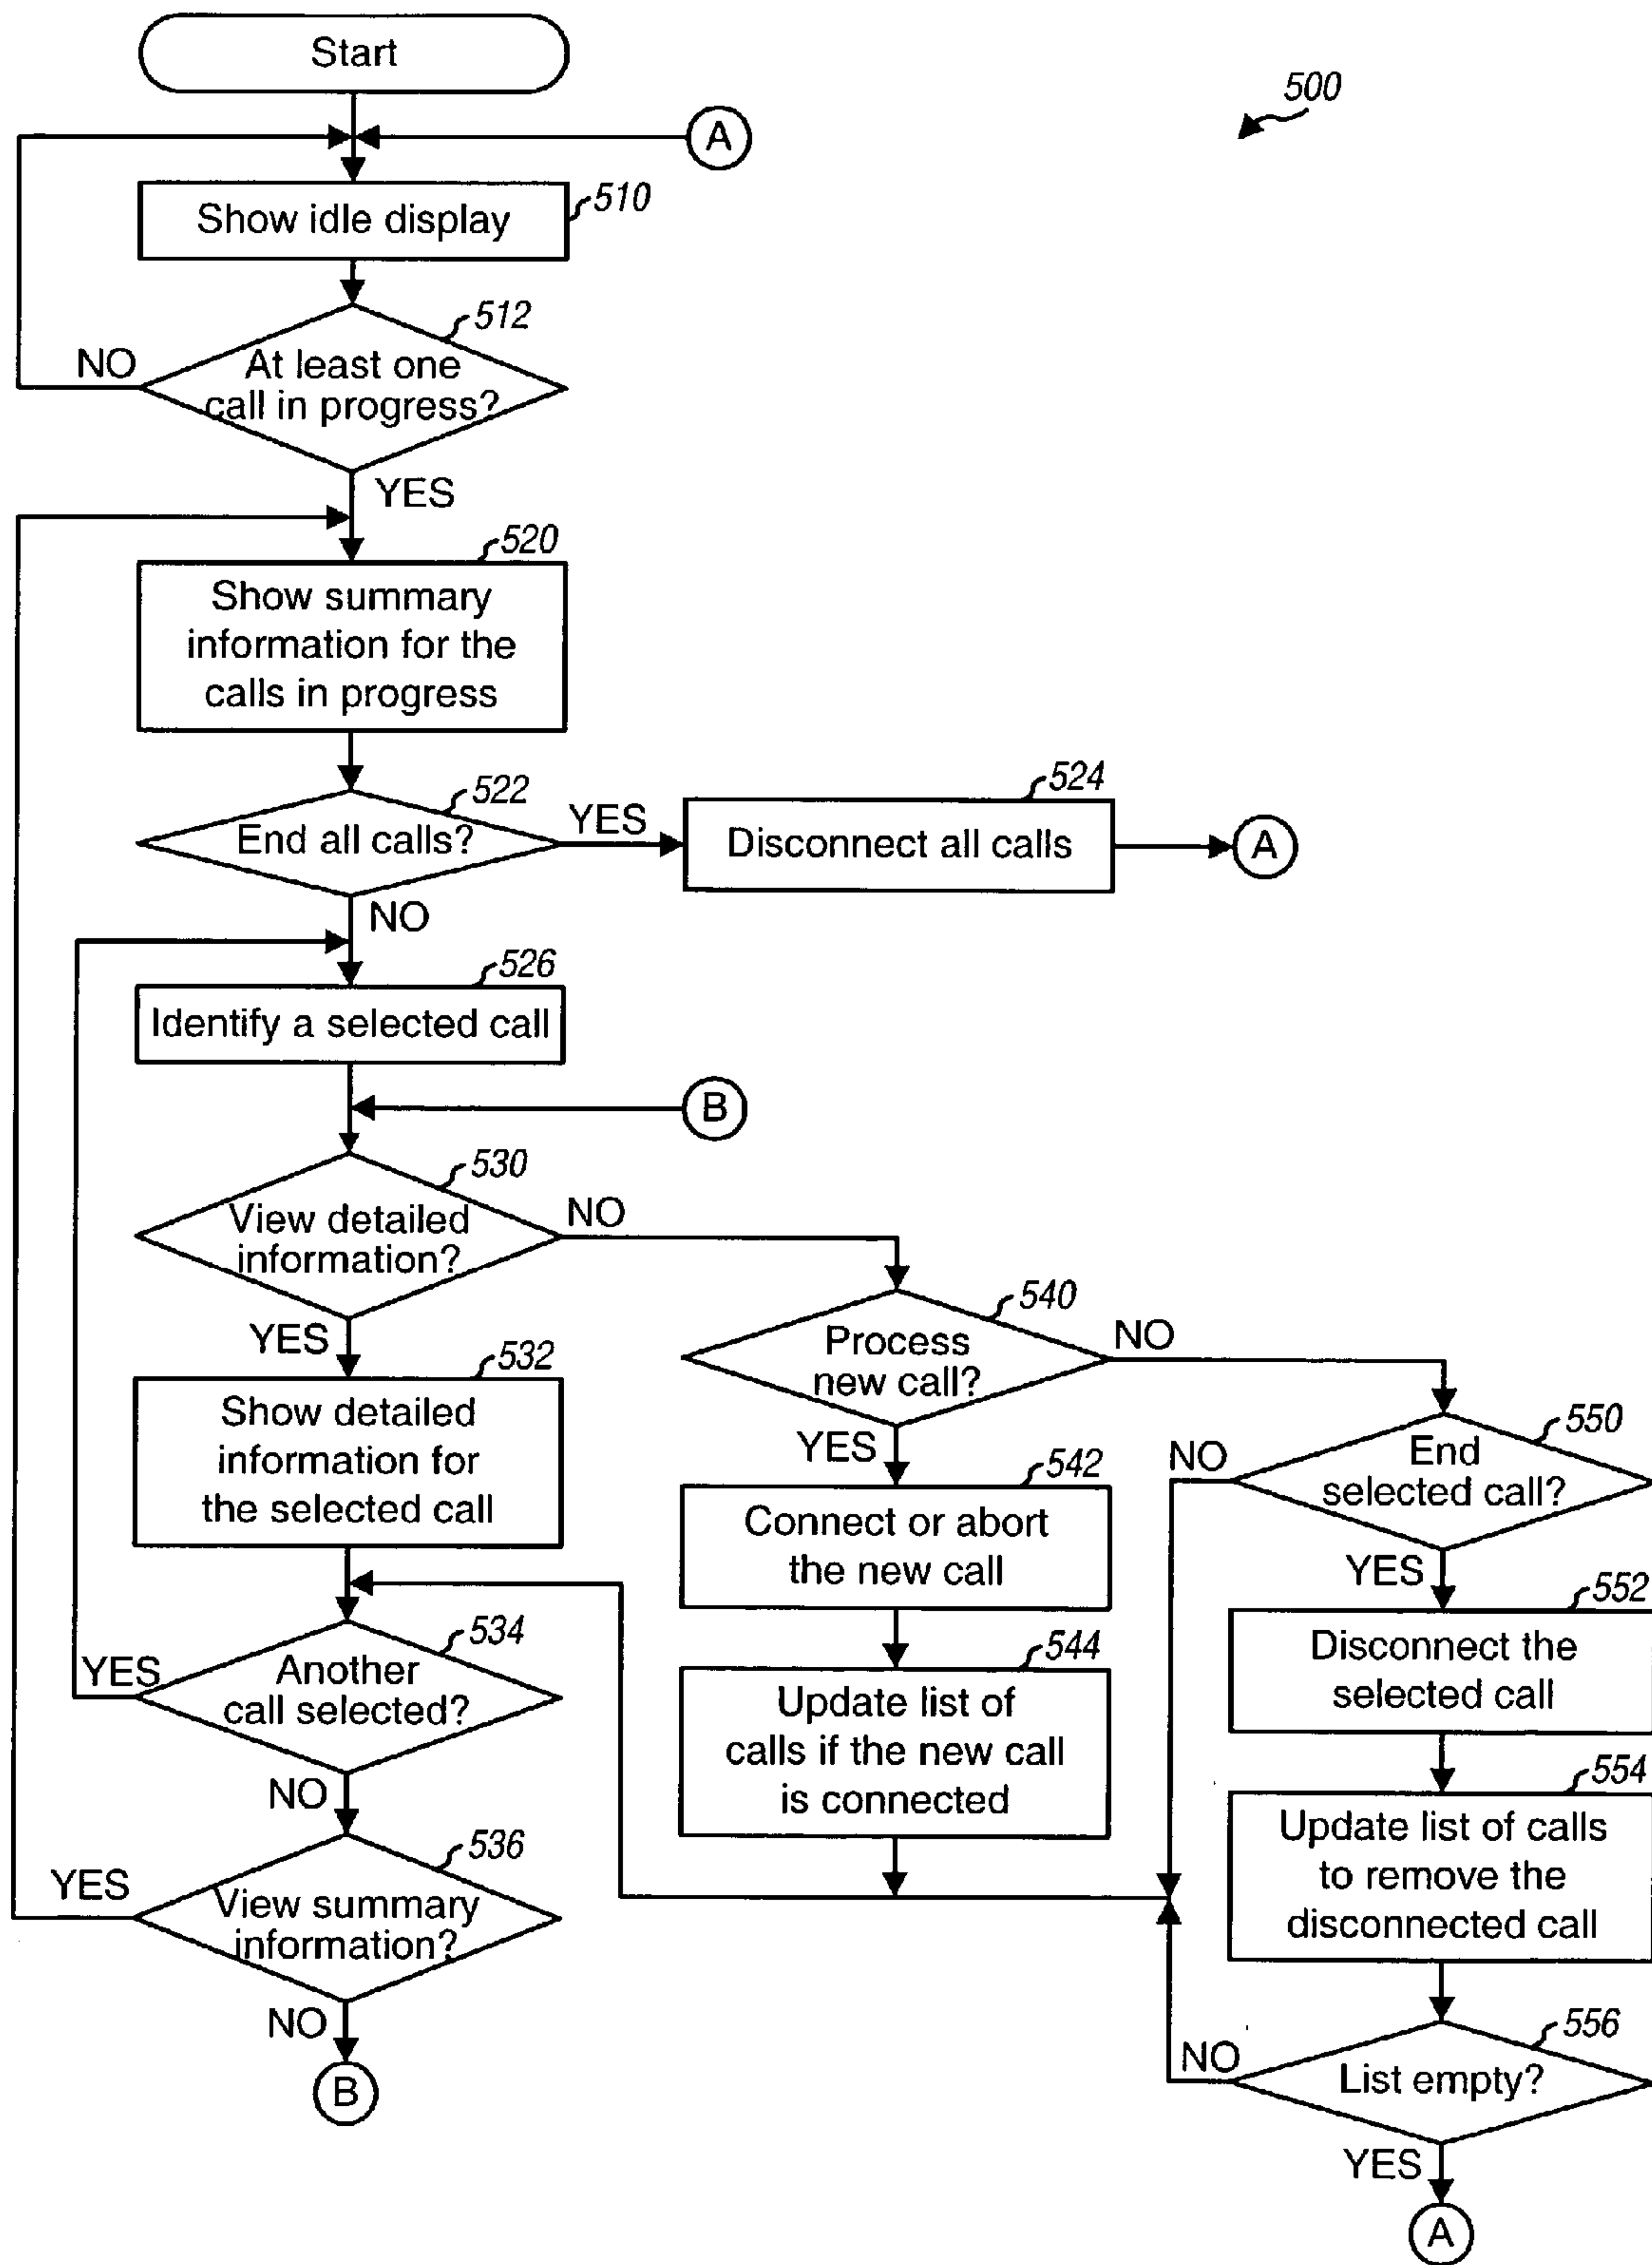 Start
500
A
Show idle display
510
512
At least one
call in progress?
NO
YES
520
Show summary
information for the
calls in progress
522
End all calls?
YES
524
Disconnect all calls
A
NO
526
Identify a selected call
B
530
View detailed
information?
NO
YES
540
Process
new call?
NO
YES
532
Show detailed
information for
the selected call
542
Connect or abort
the new call
550
End
selected call?
NO
YES
534
Another
call selected?
YES
NO
544
Update list of
calls if the new call
is connected
552
Disconnect the
selected call
536
View summary
information?
YES
NO
B
554
Update list of calls
to remove the
disconnected call
556
List empty?
NO
YES
A